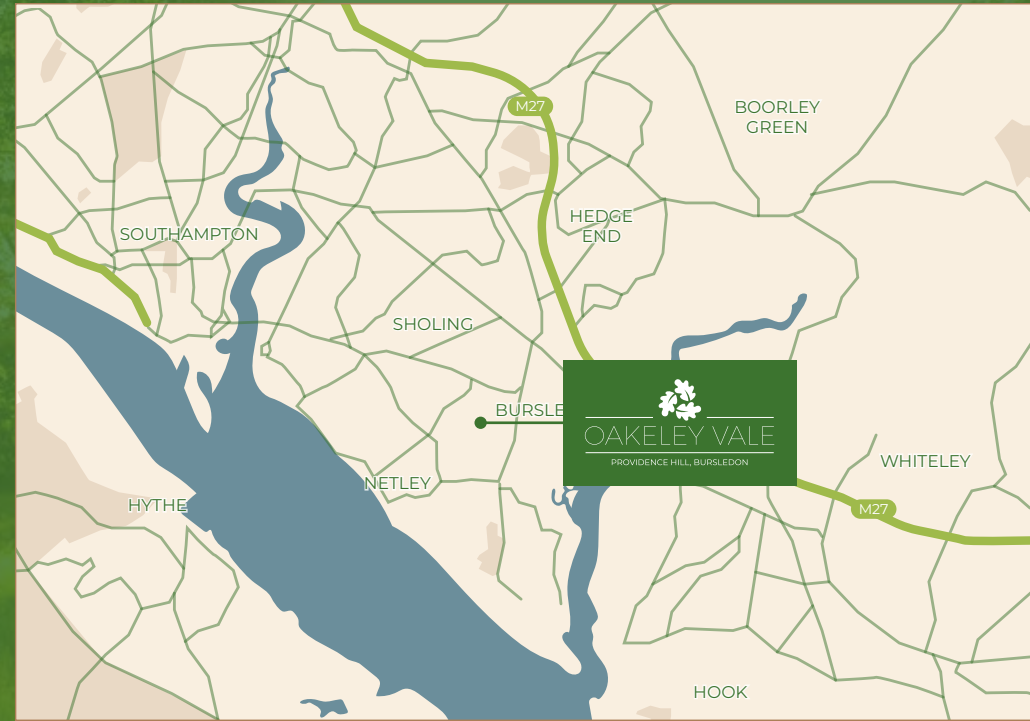 M27
BOORLEY
GREEN
HEDGE
END
SOUTHAMPTON
SHOLING
BURSLE
OAKELEY VALE
PROVIDENCE HILL, BURSLEDON
WHITELEY
NETLEY
HYTHE
M27
HOOK